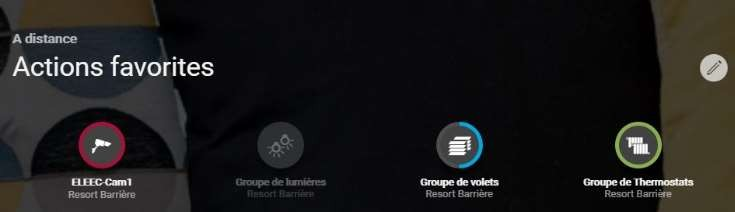 A distance
Actions favorites
ELEEC-Cam1
Resort Barrière
Groupe de lumières
Resort Barrière
Groupe de volets
Resort Barrière
Groupe de Thermostats
Resort Barrière